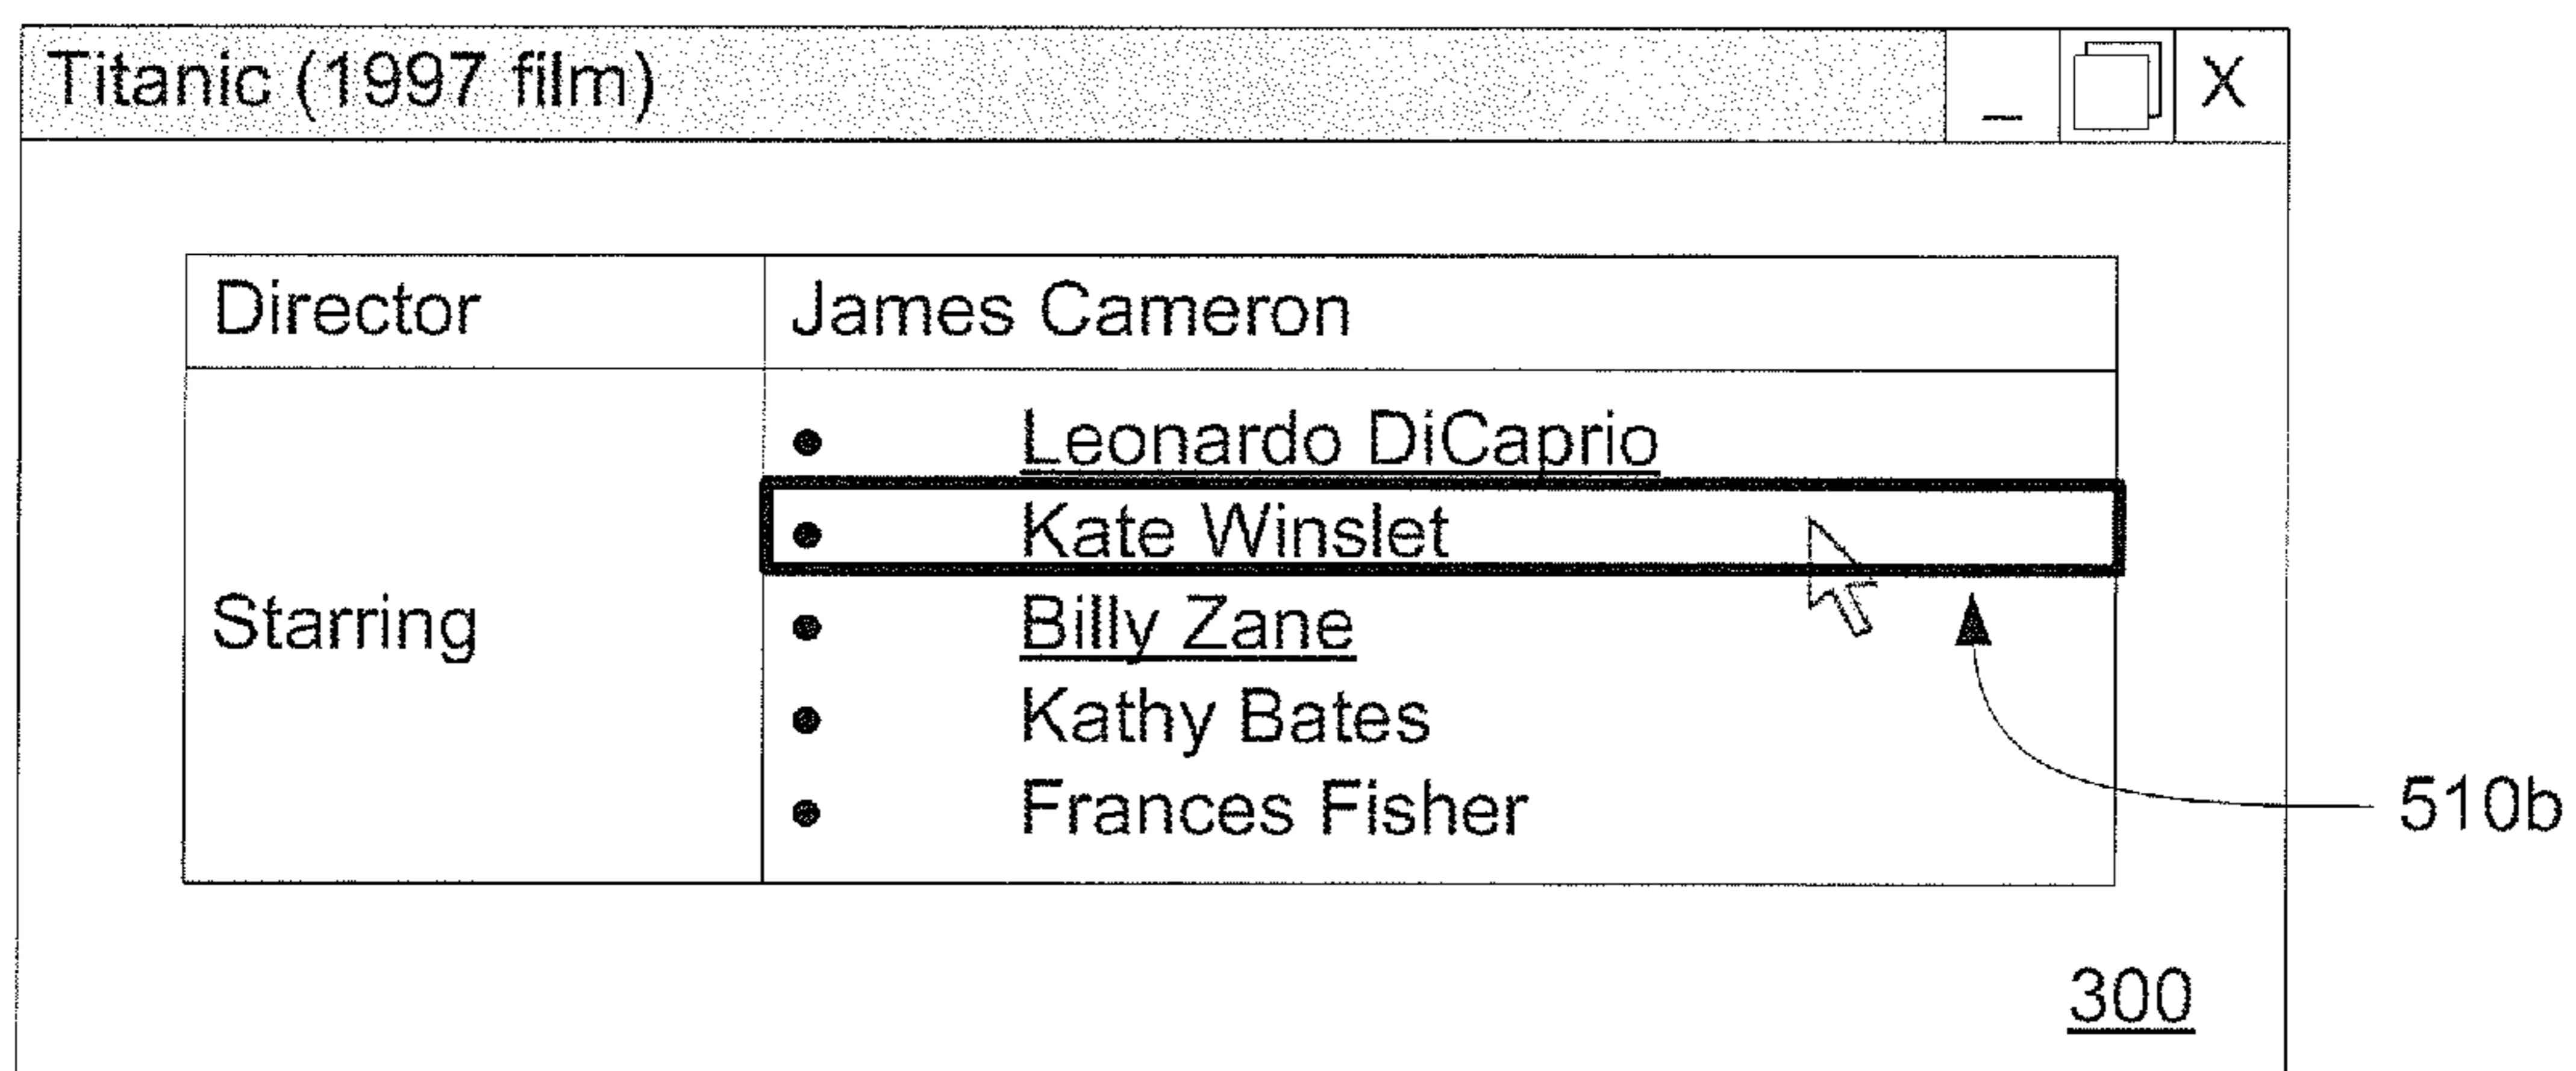 Titanic (1997 film) _ X
Director James Cameron
• Leonardo DiCaprio
• Kate Winslet
Starring • Billy Zane
• Kathy Bates
• Frances Fisher
510b
300